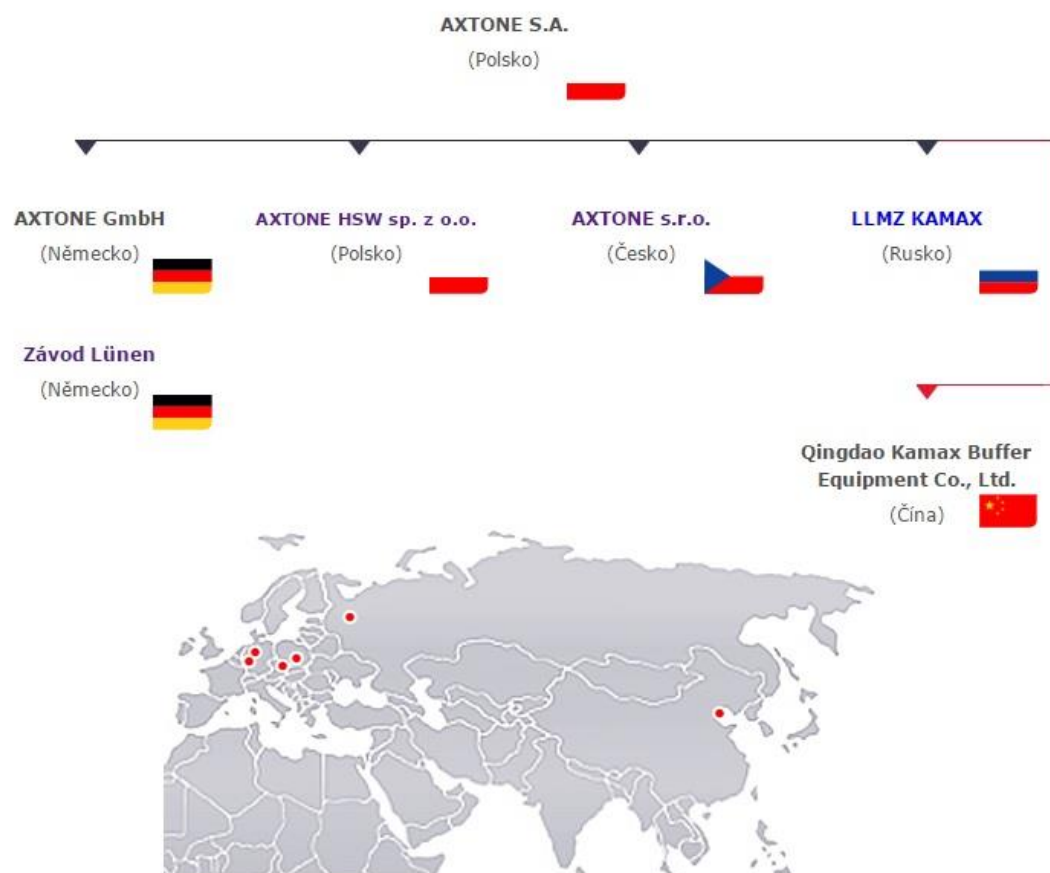 AXTONE S.A.
(Polsko)
AXTONE GmbH
(Německo)
AXTONE HSW sp. z o.o.
(Polsko)
AXTONE s.r.o.
(Česko)
LLMZ KAMAX
(Rusko)
Závod Lünen
(Německo)
Qingdao Kamax Buffer
Equipment Co., Ltd.
(Čína)